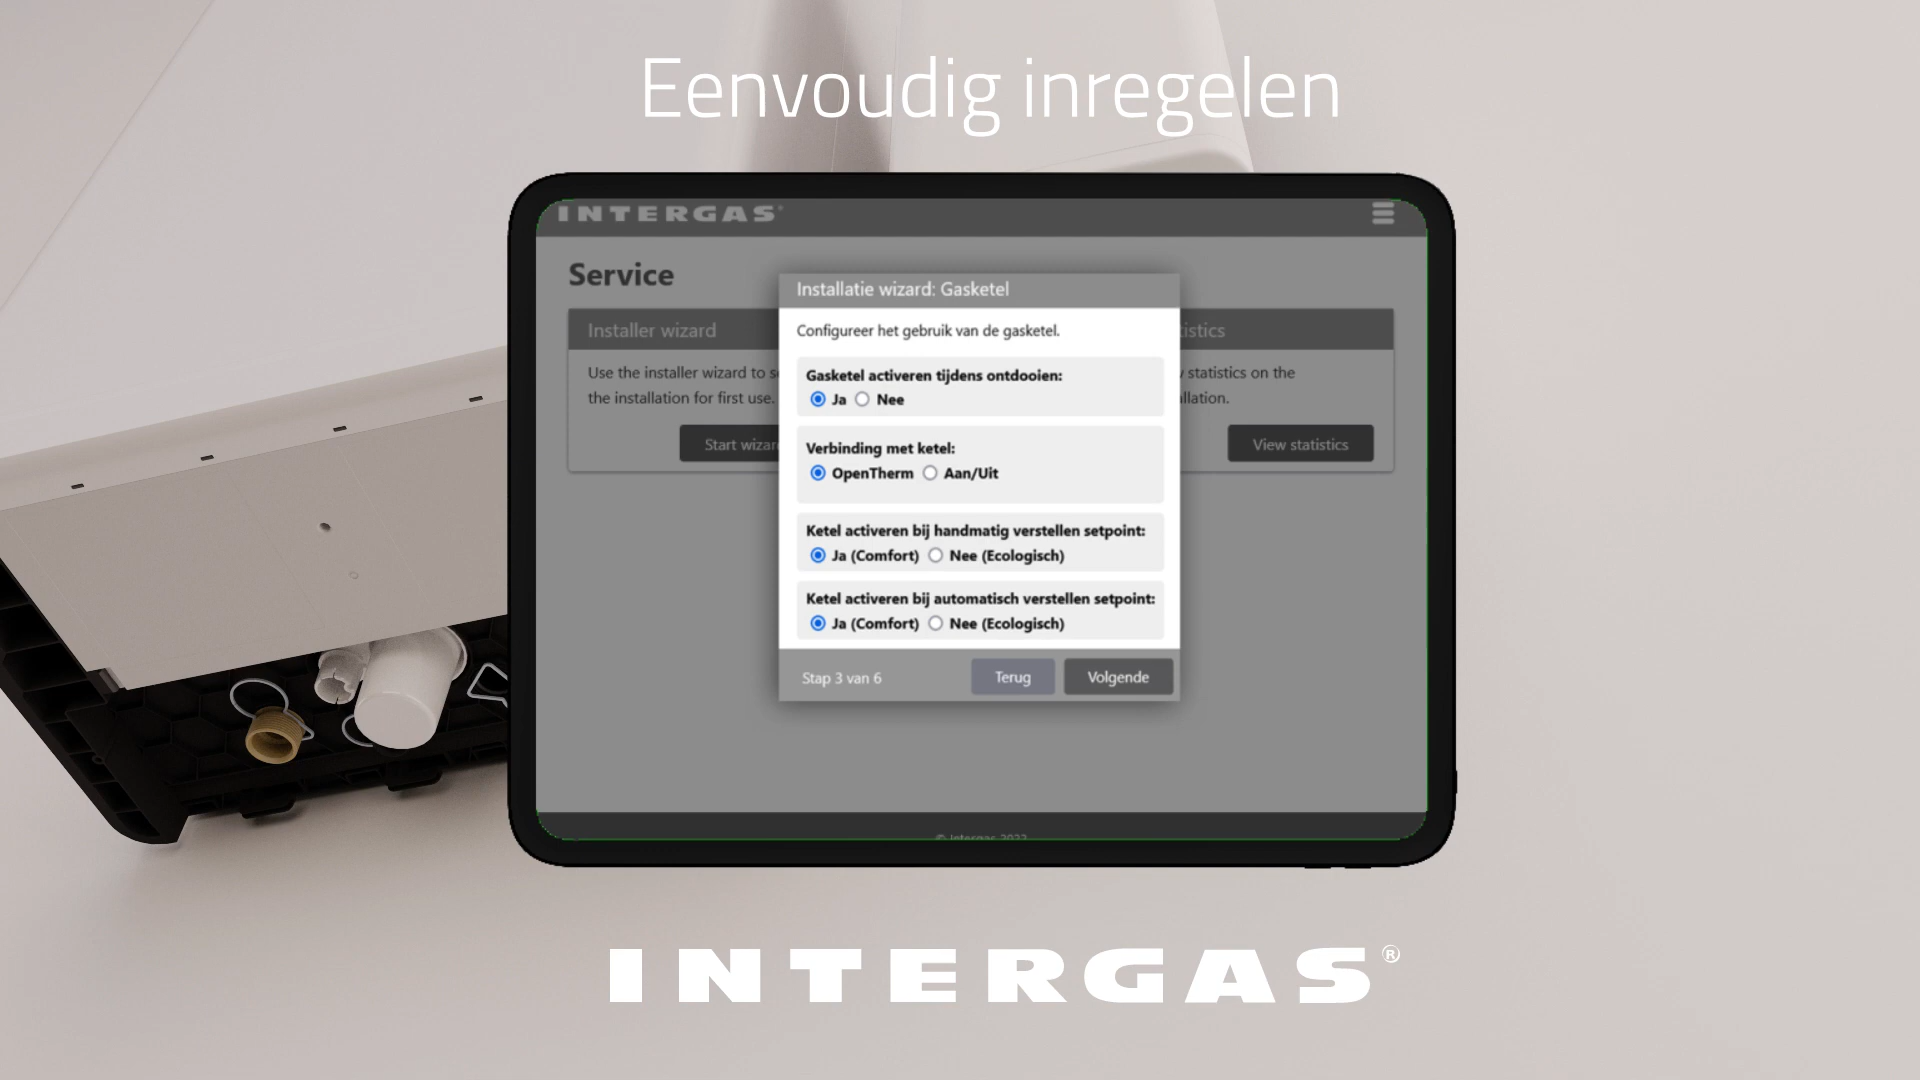 Eenvoudig inregelen
INTERGAS®
Service
Installatie wizard: Gasketel
Installer wizard
Use the installer wizard to
the installation for first use.
Start
Configureer het gebruik van de gasketel.
Gasketel activeren tijdens ontdooien:
Ja Nee
Verbinding met ketel:
OpenTherm Aan/Uit
Ketel activeren bij handmatig verstellen setpoint:
Ja (Comfort) Nee (Ecologisch)
Ketel activeren bij automatisch verstellen setpoint:
Ja (Comfort) Nee (Ecologisch)
Stap 3 van 6
Terug
Volgende
statistics on the
View statistics
INTERGAS®